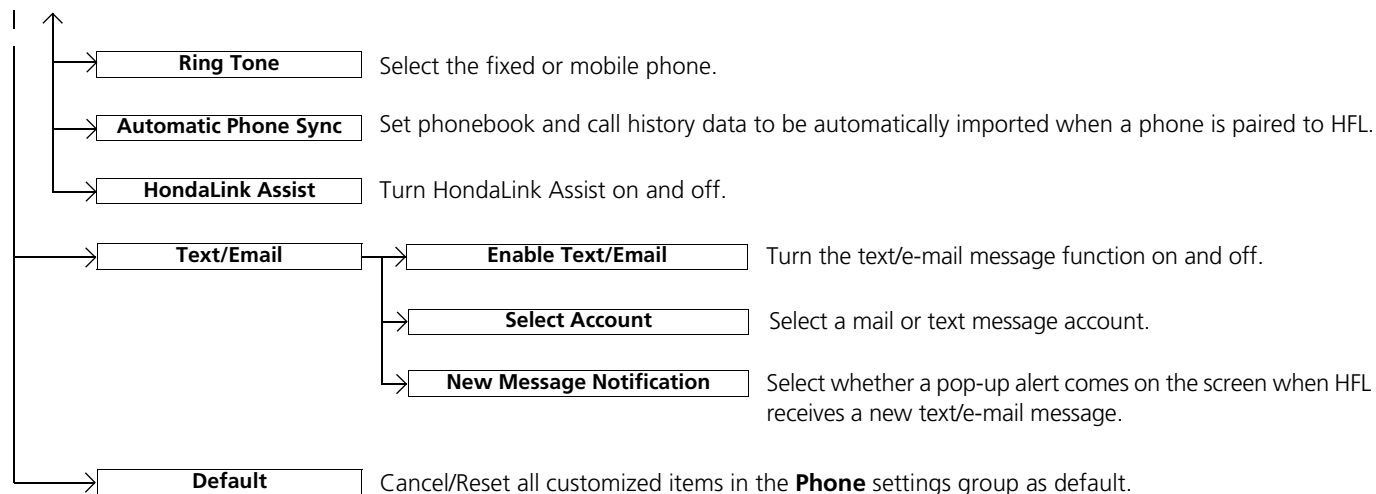 Ring Tone Select the fixed or mobile phone.
Automatic Phone Sync Set phonebook and call history data to be automatically imported when a phone is paired to HFL.
HondaLink Assist Turn HondaLink Assist on and off.
Text/Email Enable Text/Email Turn the text/e-mail message function on and off.
Select Account Select a mail or text message account.
New Message Notification Select whether a pop-up alert comes on the screen when HFL
receives a new text/e-mail message.
Default Cancel/Reset all customized items in the Phone settings group as default.